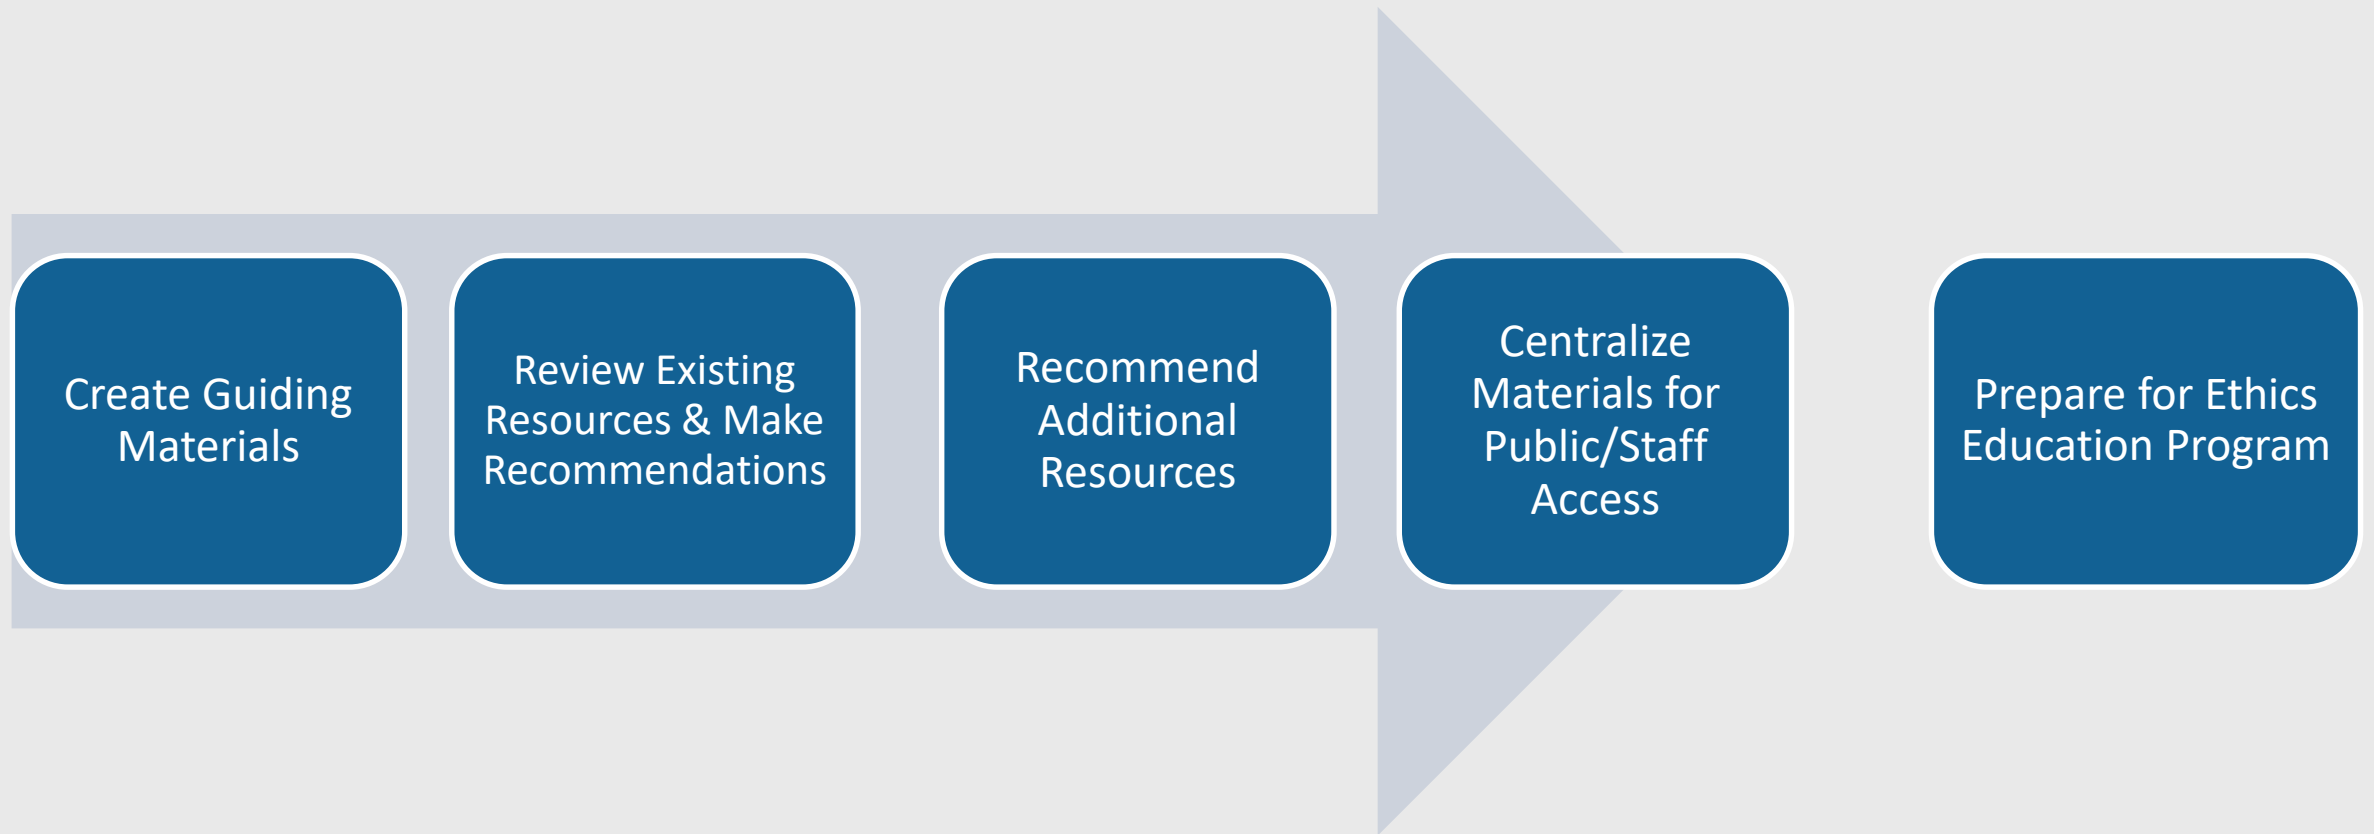 Create Guiding
Materials
Review Existing
Resources & Make
Recommendations
Recommend
Additional
Resources
Centralize
Materials for
Public/Staff
Access
Prepare for Ethics
Education Program